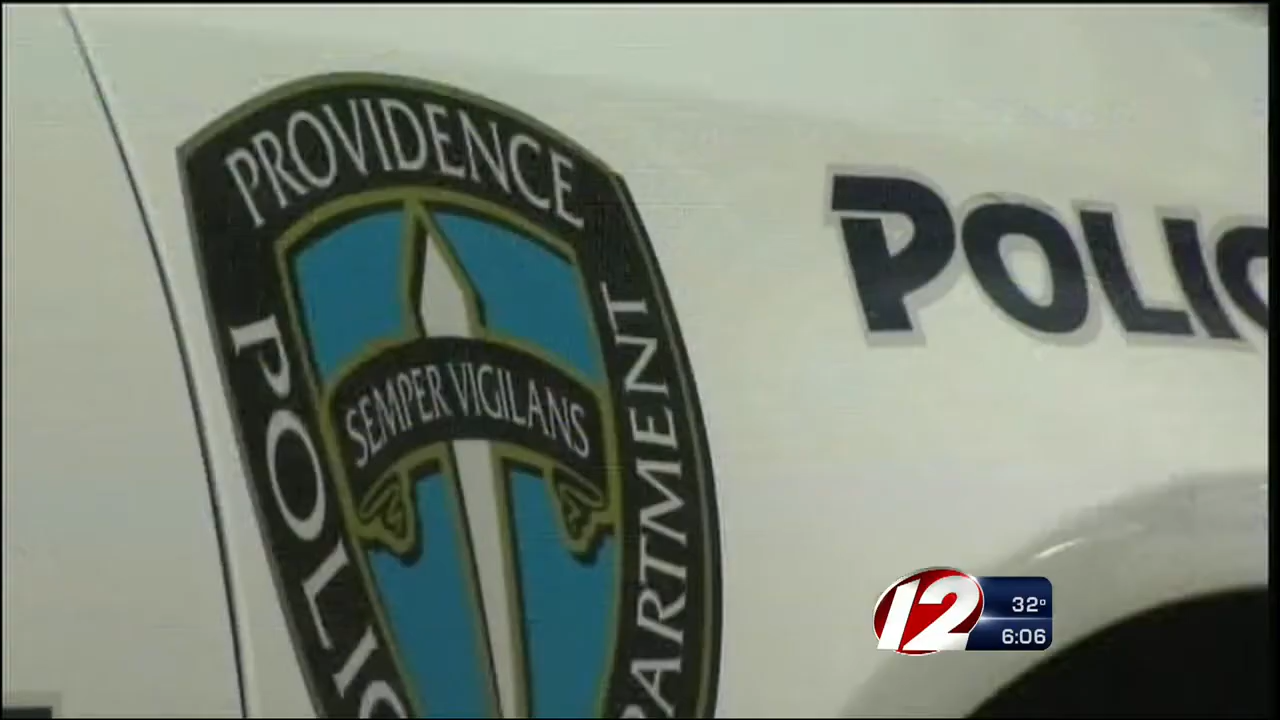 PROVIDENCE
POLICE
DEPARTMENT
SEMPER VIGILANS
POLIC
12
32°
6:06